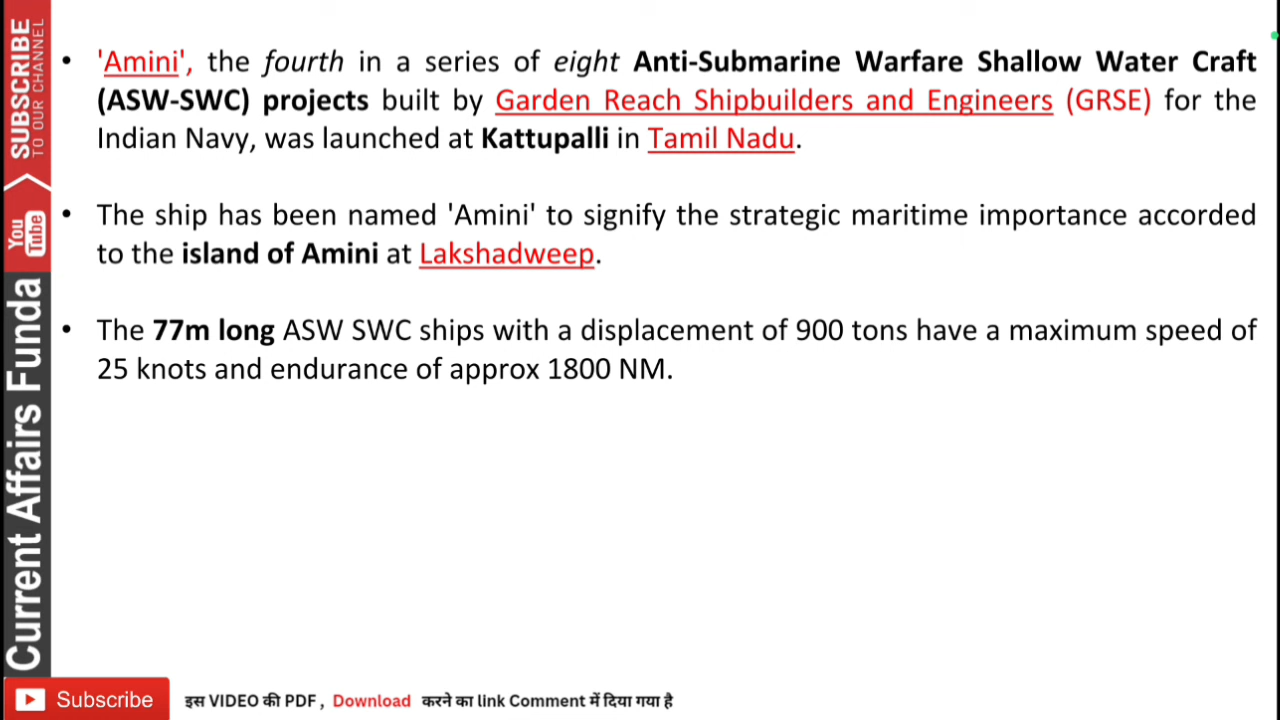 SUBSCRIBE
TO OUR CHANNEL
You
Tube
Current Affairs Funda
• 'Amini', the fourth in a series of eight Anti-Submarine Warfare Shallow Water Craft
(ASW-SWC) projects built by Garden Reach Shipbuilders and Engineers (GRSE) for the
Indian Navy, was launched at Kattupalli in Tamil Nadu.
• The ship has been named 'Amini' to signify the strategic maritime importance accorded
to the island of Amini at Lakshadweep.
• The 77m long ASW SWC ships with a displacement of 900 tons have a maximum speed of
25 knots and endurance of approx 1800 NM.
Subscribe
इस VIDEO की PDF , Download करने का link Comment में दिया गया है